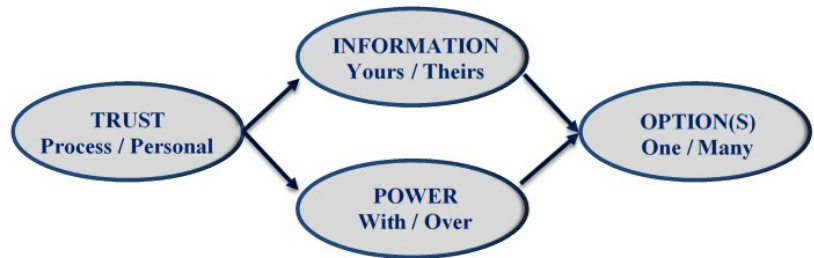 INFORMATION
Yours / Theirs
TRUST
Process / Personal
OPTION(S)
One / Many
POWER
With / Over